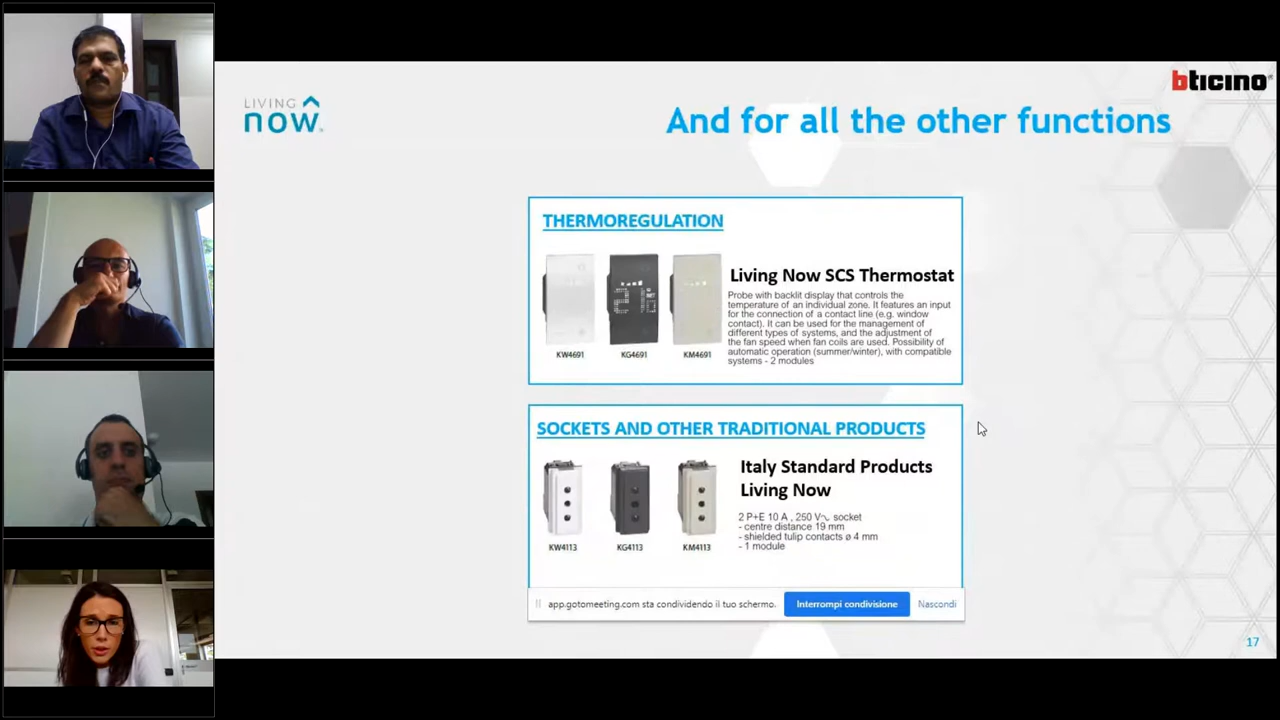 LIVING
now
bticino
And for all the other functions
THERMOREGULATION
Living Now SCS Thermostat
Probe with backlit display that controls the
temperature of an individual zone. It features an input
for the connection of a contact line (e.g. window
contact). It can be used for the management of
different types of systems, and the adjustment of
the fan speed when fan coils are used. Possibility of
automatic operation (summer/winter), with compatible
systems - 2 modules
KW4691
KG4691
KM4691
SOCKETS AND OTHER TRADITIONAL PRODUCTS
Italy Standard Products
Living Now
2 P+E 10 A , 250 V∿ socket
- centre distance 19 mm
- shielded tulip contacts ø 4 mm
- 1 module
KW4113
KG4113
KM4113
app.gotomeeting.com sta condividendo il tuo schermo.
Interrompi condivisione
Nascondi
17